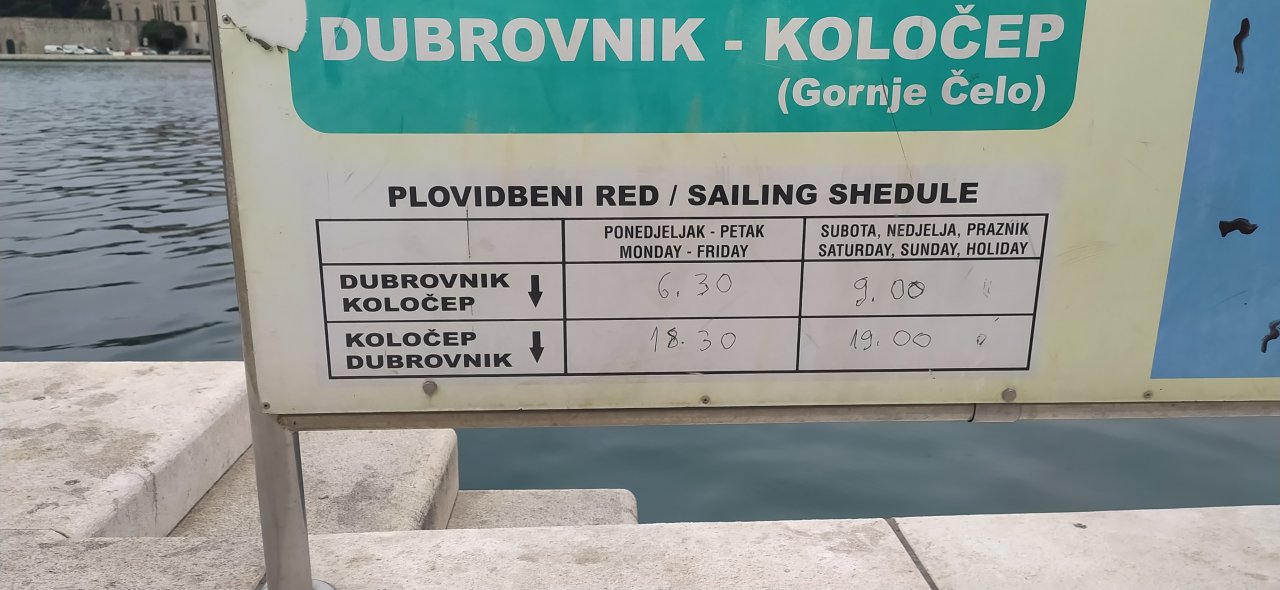 DUBROVNIK - KOLOČEP
(Gornje Čelo)
PLOVIDBENI RED / SAILING SHEDULE
PONEDJELJAK - PETAK
MONDAY - FRIDAY
SUBOTA, NEDJELJA, PRAZNIK
SATURDAY, SUNDAY, HOLIDAY
DUBROVNIK
KOLOČEP
6.30
9.00
KOLOČEP
DUBROVNIK
18.30
19.00